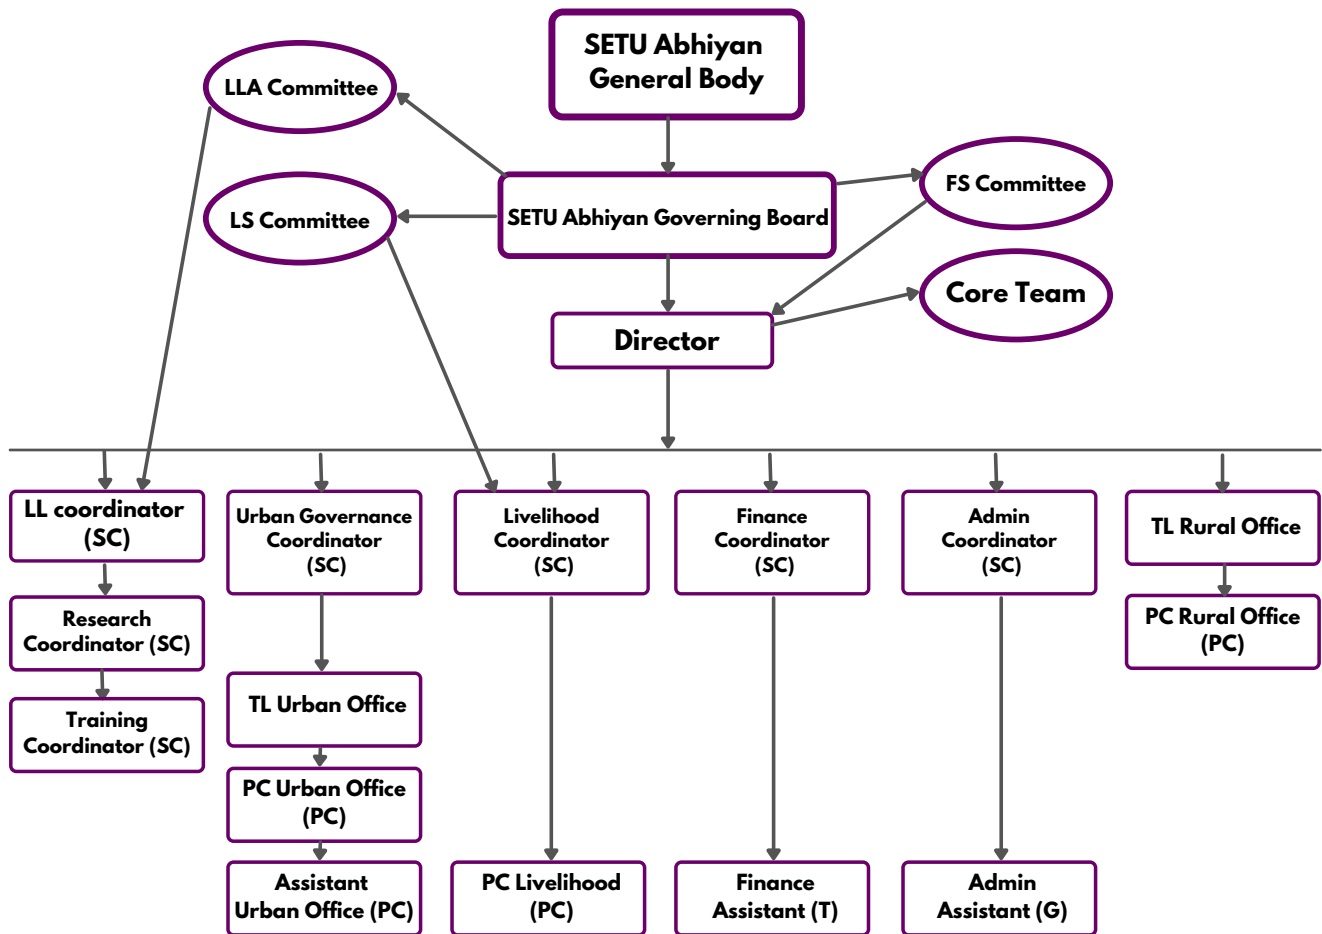 SETU Abhiyan
General Body
LLA Committee
FS Committee
LS Committee
SETU Abhiyan Governing Board
Core Team
Director
LL coordinator
(SC)
Urban Governance
Coordinator
(SC)
Livelihood
Coordinator
(SC)
Finance
Coordinator
(SC)
Admin
Coordinator
(SC)
TL Rural Office
Research
Coordinator (SC)
PC Rural Office
(PC)
Training
Coordinator (SC)
TL Urban Office
PC Urban Office
(PC)
Assistant
Urban Office (PC)
PC Livelihood
(PC)
Finance
Assistant (T)
Admin
Assistant (G)